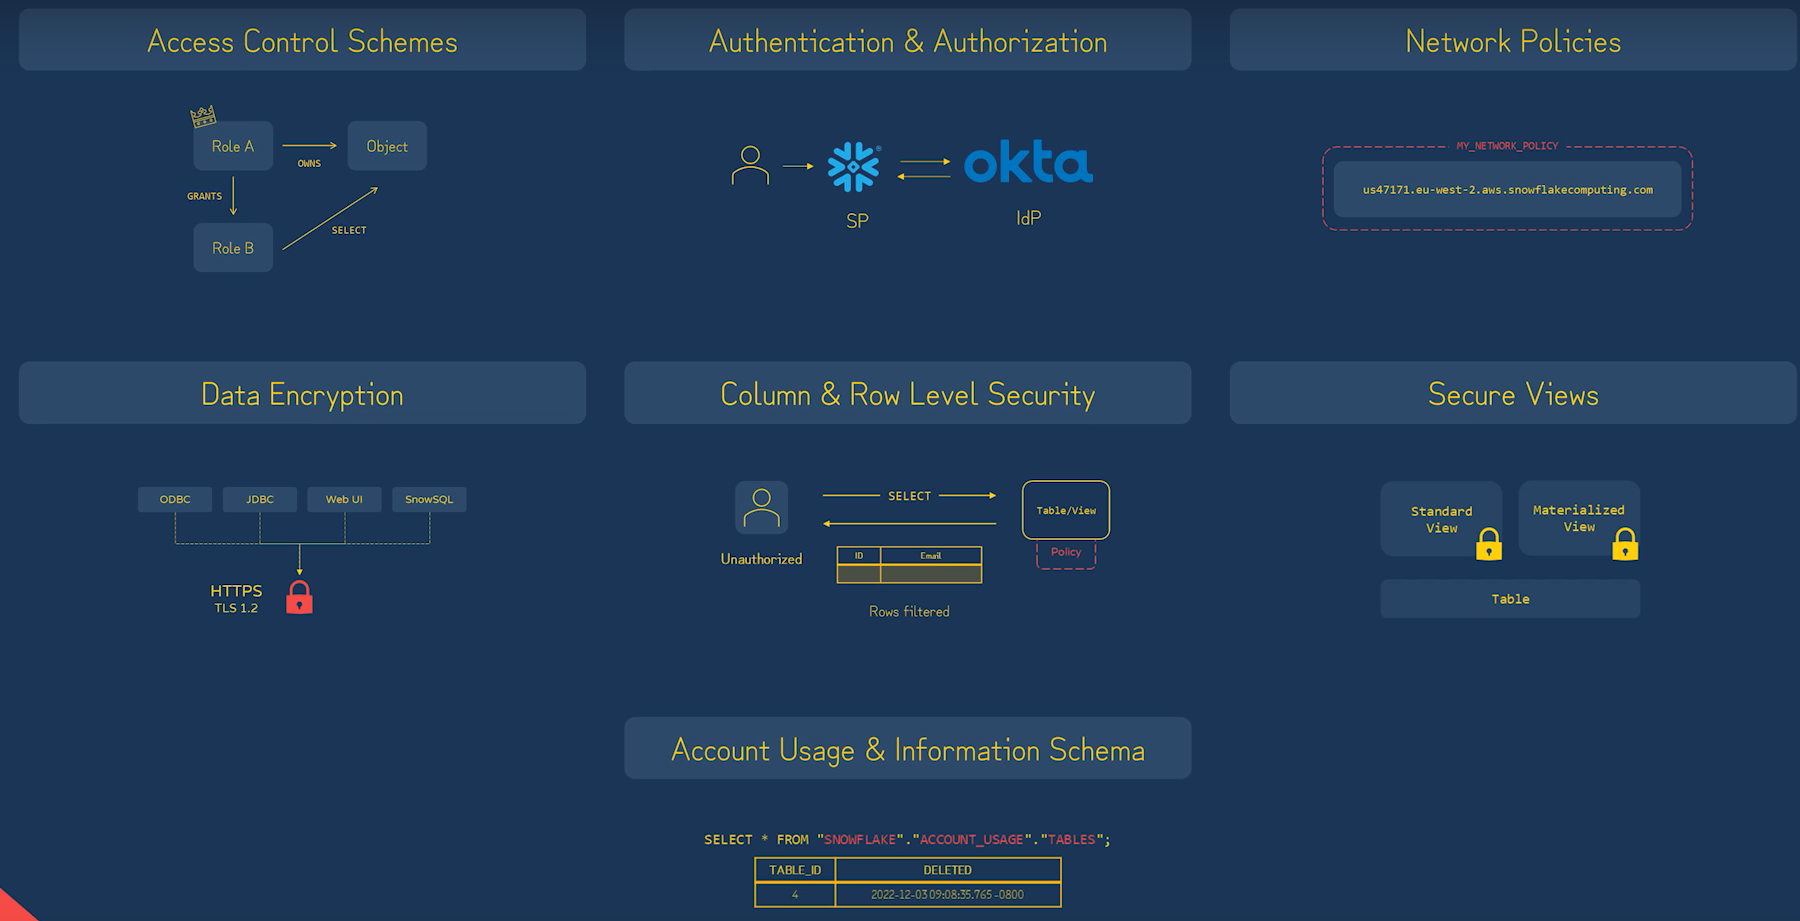 Access Control Schemes
Role A
OWNS
Object
GRANTS
Role B
SELECT
Authentication & Authorization
SP
okta
IdP
Network Policies
MY_NETWORK_POLICY
us47171.eu-west-2.aws.snowflakecomputing.com
Data Encryption
ODBC
JDBC
Web UI
SnowSQL
HTTPS
TLS 1.2
Column & Row Level Security
Unauthorized
SELECT
Table/View
Policy
ID Email
Rows filtered
Secure Views
Standard
View
Materialized
View
Table
Account Usage & Information Schema
SELECT * FROM "SNOWFLAKE"."ACCOUNT_USAGE"."TABLES";
TABLE_ID DELETED
4 2022-12-03 09:08:35.765 -0800